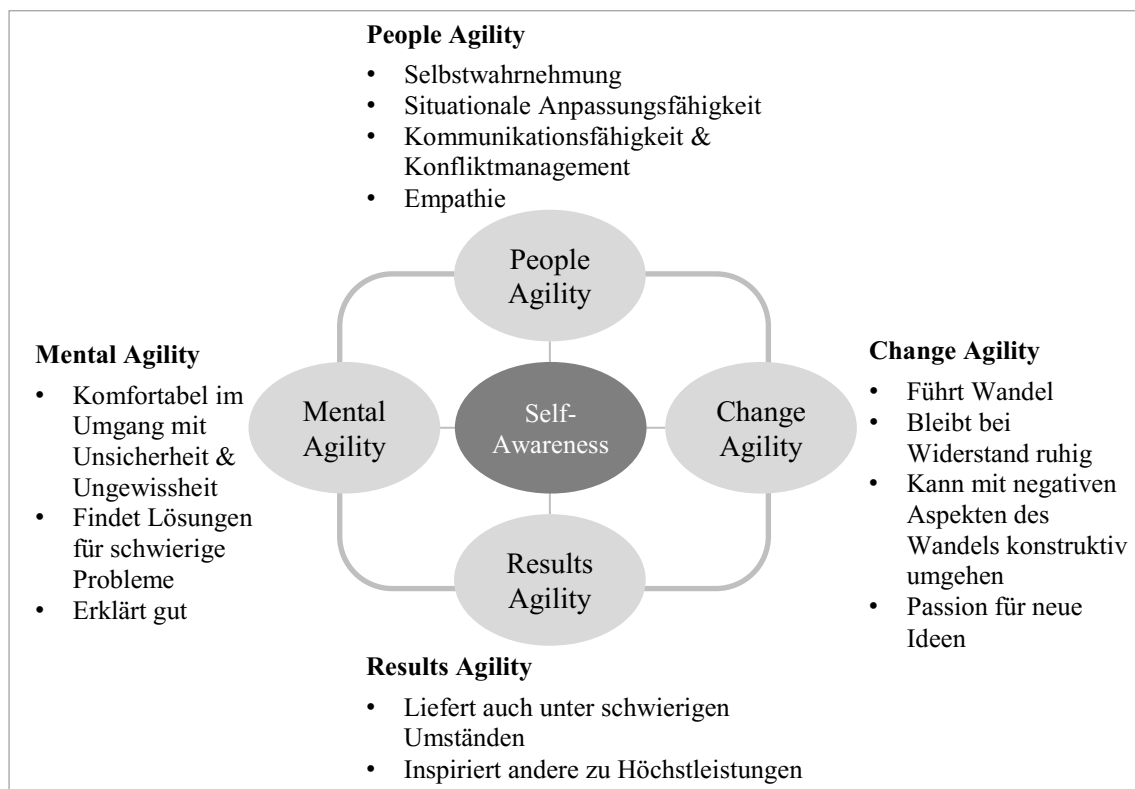 People Agility
• Selbstwahrnehmung
• Situationale Anpassungsfähigkeit
• Kommunikationsfähigkeit &
Konfliktmanagement
• Empathie
People
Agility
Mental Agility
• Komfortabel im
Umgang mit
Unsicherheit &
Ungewissheit
• Findet Lösungen
für schwierige
Probleme
• Erklärt gut
Mental
Agility
Self-
Awareness
Change
Agility
Change Agility
• Führt Wandel
• Bleibt bei
Widerstand ruhig
• Kann mit negativen
Aspekten des
Wandels konstruktiv
umgehen
• Passion für neue
Ideen
Results
Agility
Results Agility
• Liefert auch unter schwierigen
Umständen
• Inspiriert andere zu Höchstleistungen